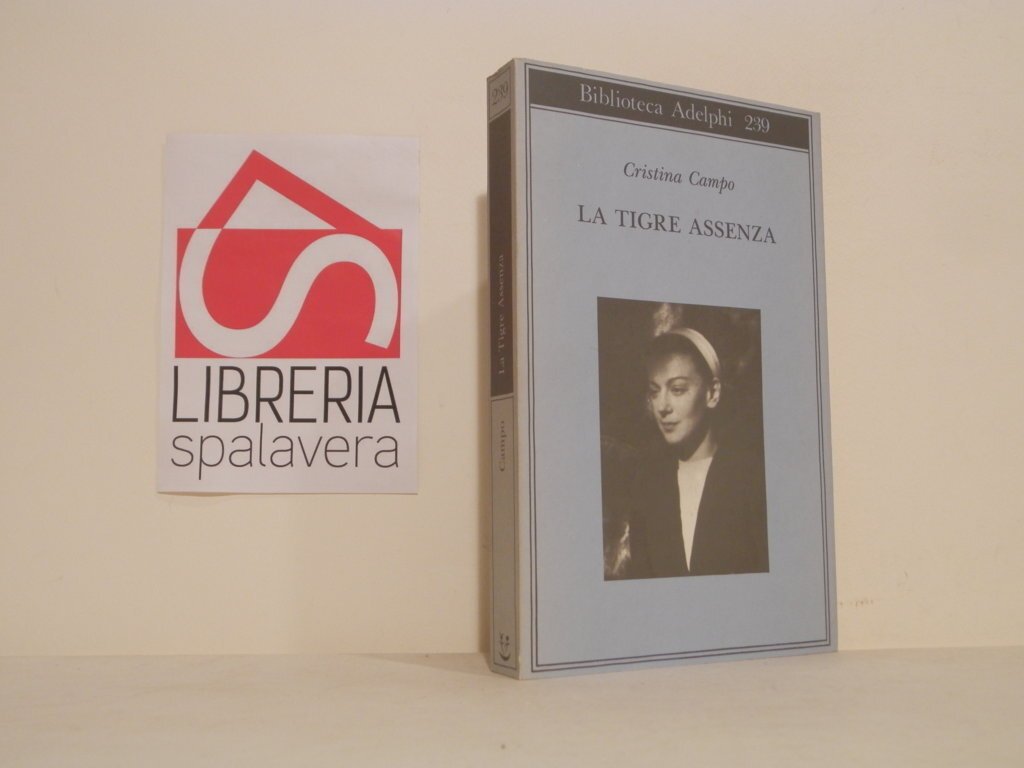 LIBRERIA
spalavera
239
La Tigre Assenza
Campo
Biblioteca Adelphi 239
Cristina Campo
LA TIGRE ASSENZA